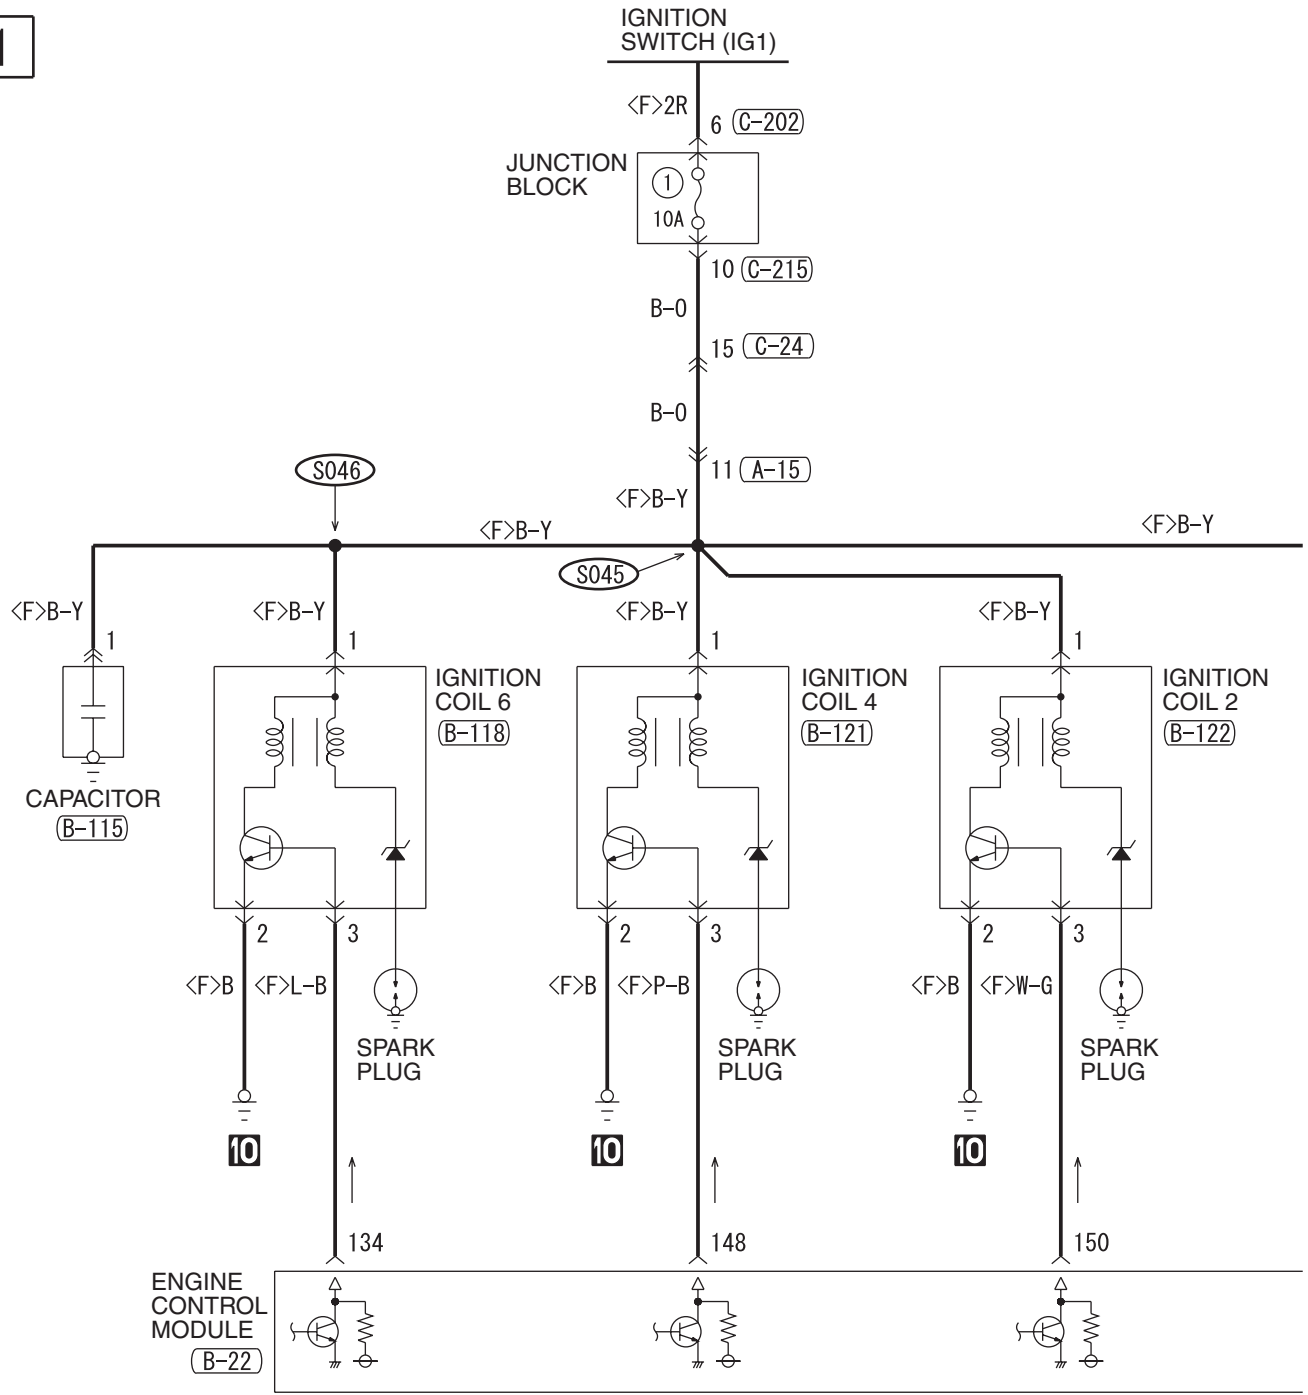 1
IGNITION
SWITCH (IG1)
<F>2R
6 C-202
JUNCTION
BLOCK
1
10A
10 C-215
B-O
15 C-24
B-O
11 A-15
S046
<F>B-Y
<F>B-Y
<F>B-Y
S045
<F>B-Y
<F>B-Y
<F>B-Y
<F>B-Y
1
1
1
1
IGNITION
COIL 6
B-118
IGNITION
COIL 4
B-121
IGNITION
COIL 2
B-122
CAPACITOR
B-115
2
3
2
3
2
3
<F>B
<F>L-B
<F>B
<F>P-B
<F>B
<F>W-G
SPARK
PLUG
SPARK
PLUG
SPARK
PLUG
10
10
10
134
148
150
ENGINE
CONTROL
MODULE
B-22